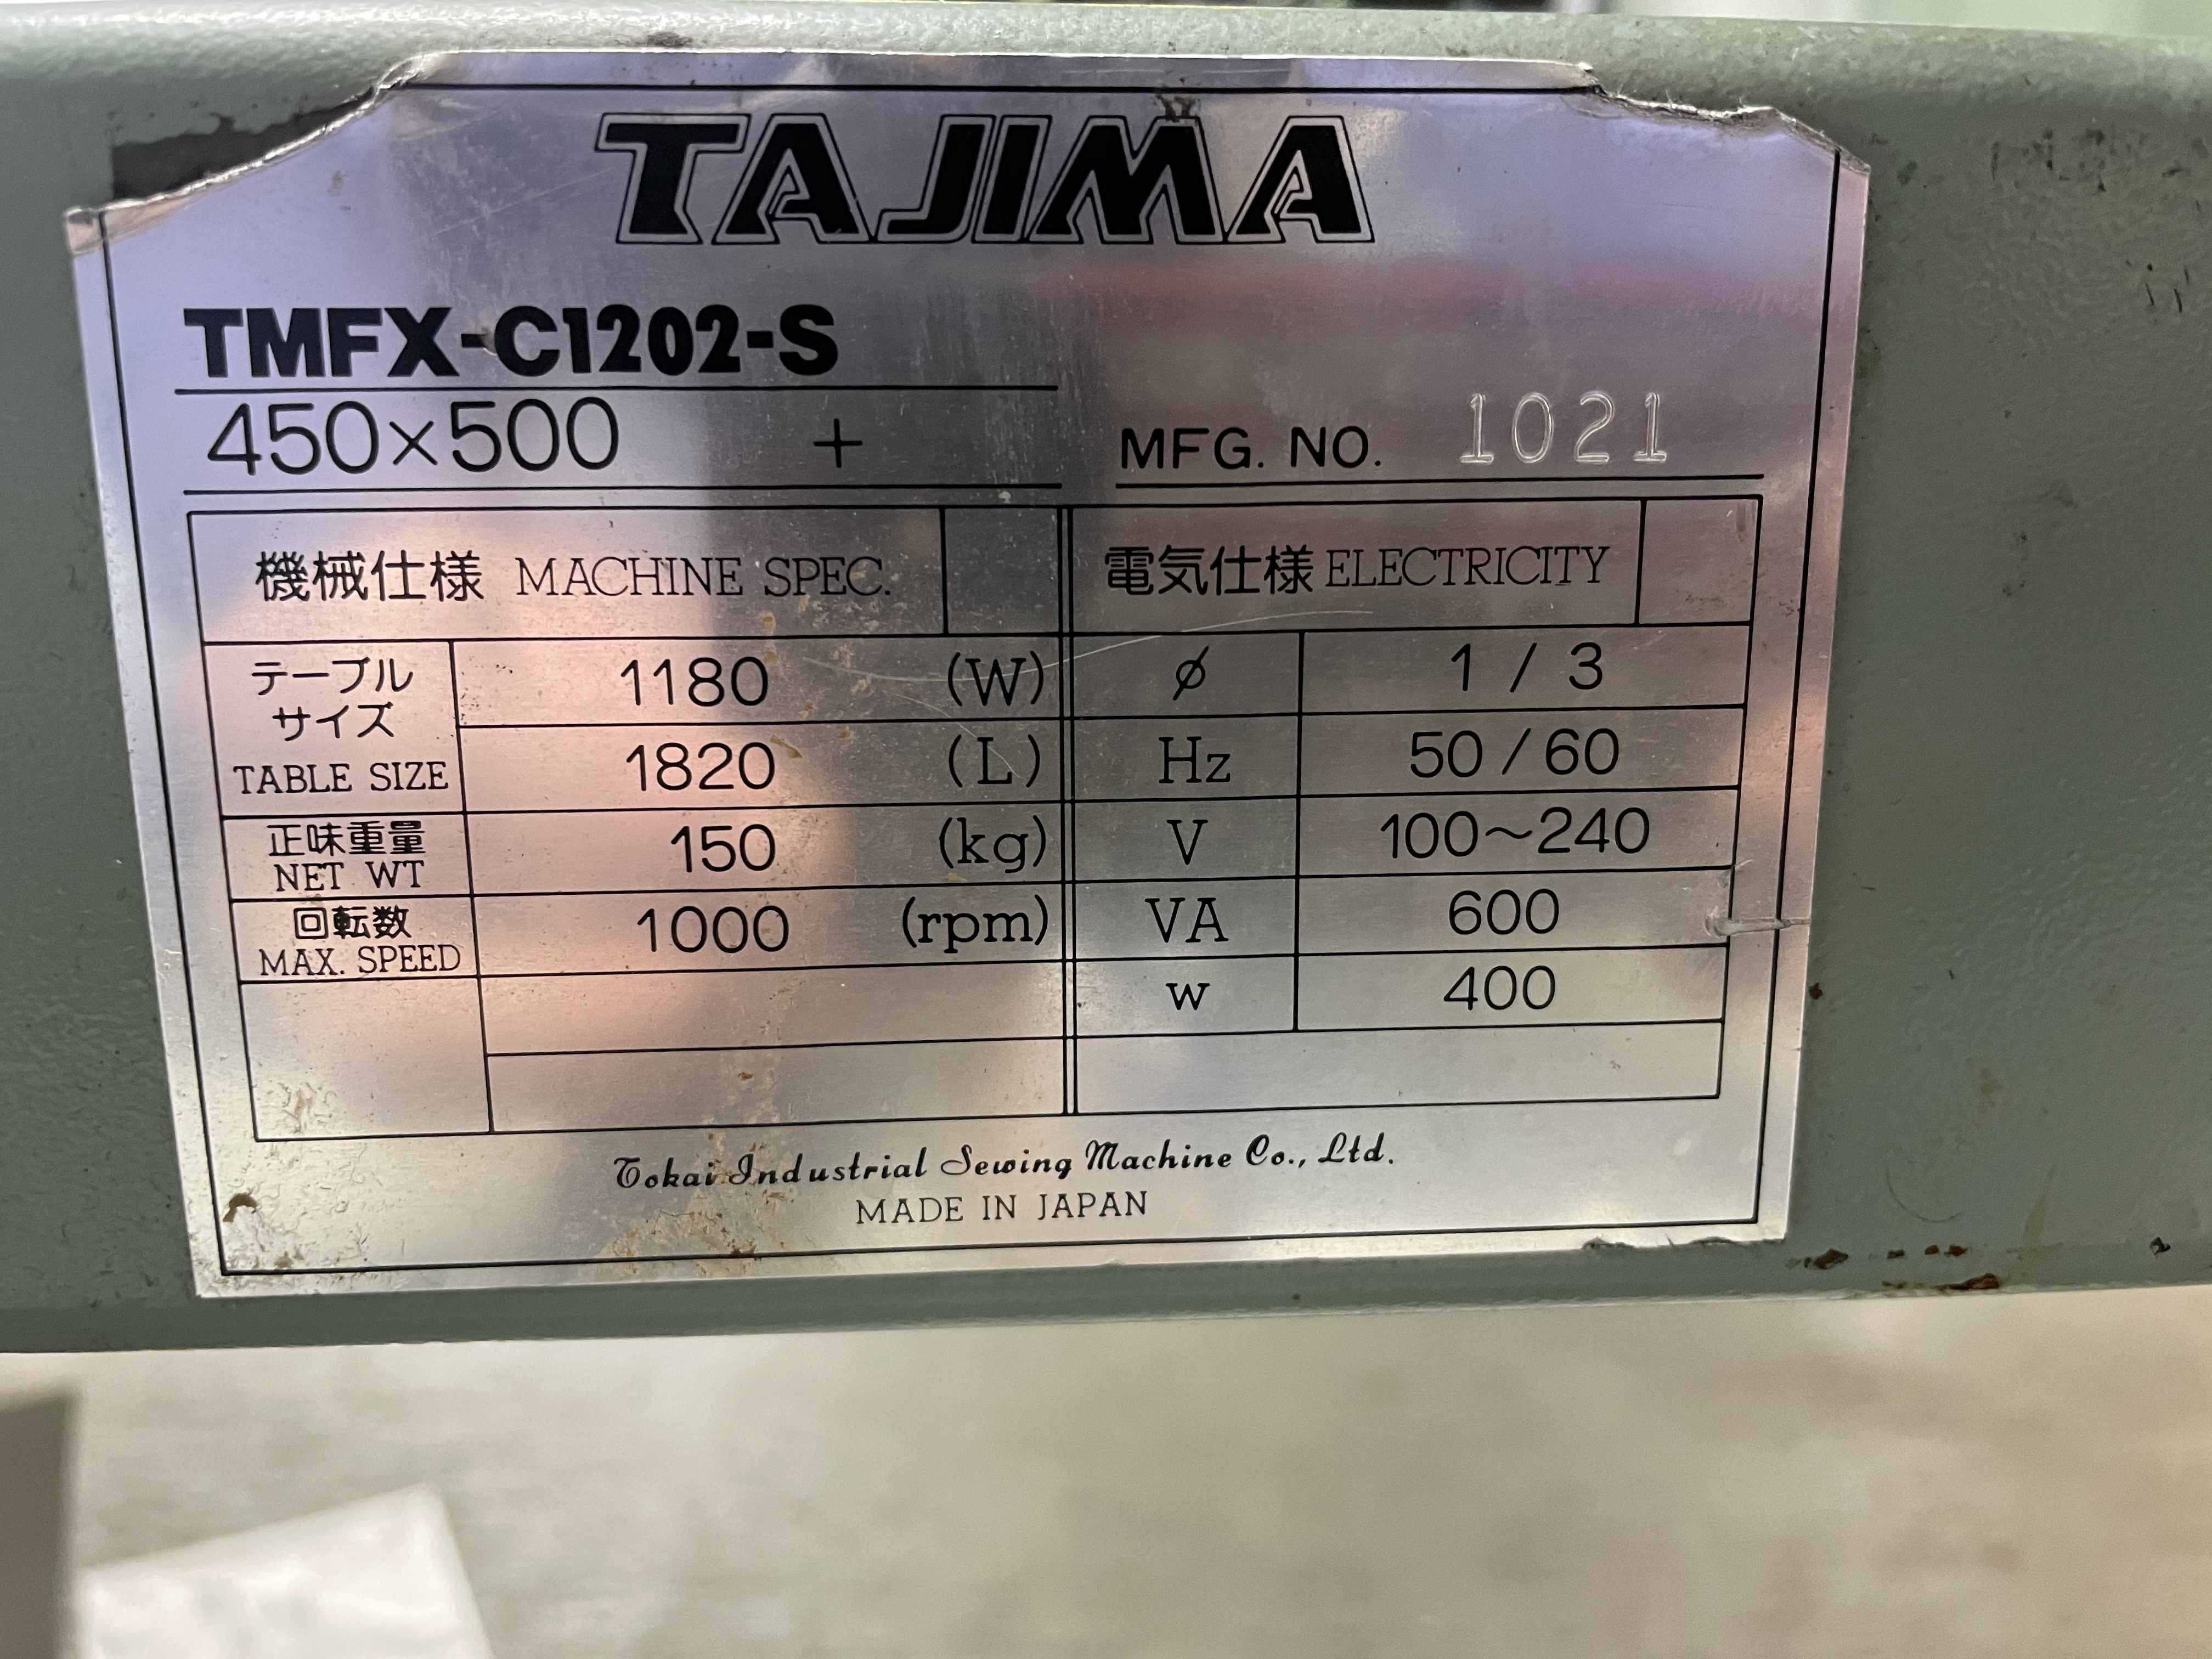 TAJIMA
TMFX-C1202-S
450×500 +
MFG. NO. 1021
機械仕様 MACHINE SPEC.
テーブル
サイズ
TABLE SIZE
1180 (W)
1820 (L)
正味重量
NET WT
150 (kg)
回転数
MAX. SPEED
1000 (rpm)
電気仕様 ELECTRICITY
ø 1 / 3
Hz 50 / 60
V 100~240
VA 600
w 400
Tokai Industrial Sewing Machine Co., Ltd.
MADE IN JAPAN